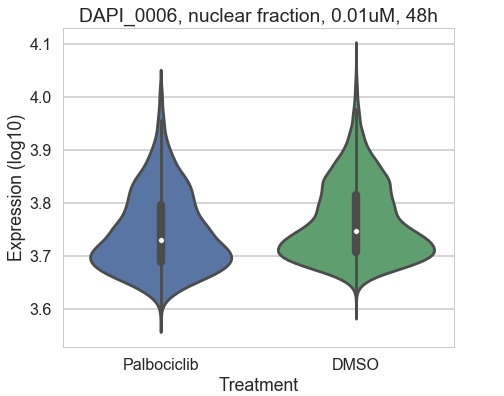 DAPI_0006, nuclear fraction, 0.01uM, 48h
Expression (log10)
4.1
4.0
3.9
3.8
3.7
3.6
Palbociclib
DMSO
Treatment